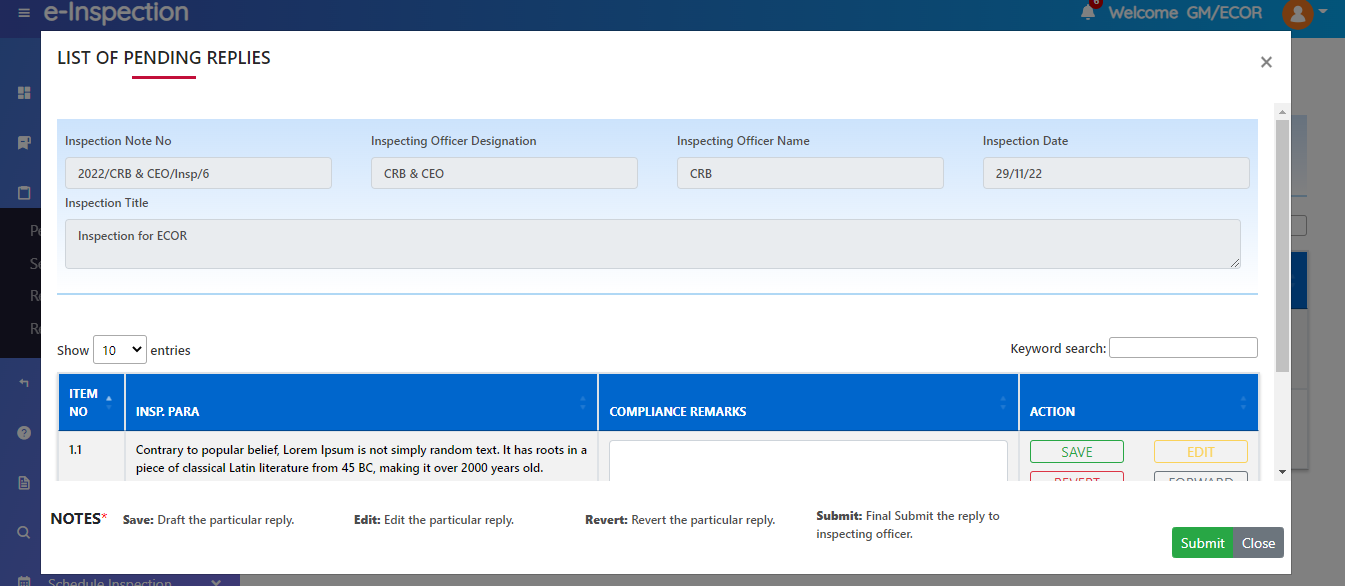 e-Inspection
6
Welcome GM/ECOR
LIST OF PENDING REPLIES
×
Inspection Note No
Inspecting Officer Designation
Inspecting Officer Name
Inspection Date
2022/CRB & CEO/Insp/6
CRB & CEO
CRB
29/11/22
Inspection Title
Inspection for ECOR
Show 10 entries
Keyword search:
ITEM
NO
INSP. PARA
COMPLIANCE REMARKS
ACTION
1.1
Contrary to popular belief, Lorem Ipsum is not simply random text. It has roots in a
piece of classical Latin literature from 45 BC, making it over 2000 years old.
SAVE
EDIT
REVERT
FORWARD
NOTES*
Save: Draft the particular reply.
Edit: Edit the particular reply.
Revert: Revert the particular reply.
Submit: Final Submit the reply to
inspecting officer.
Submit
Close
Schedule Inspection